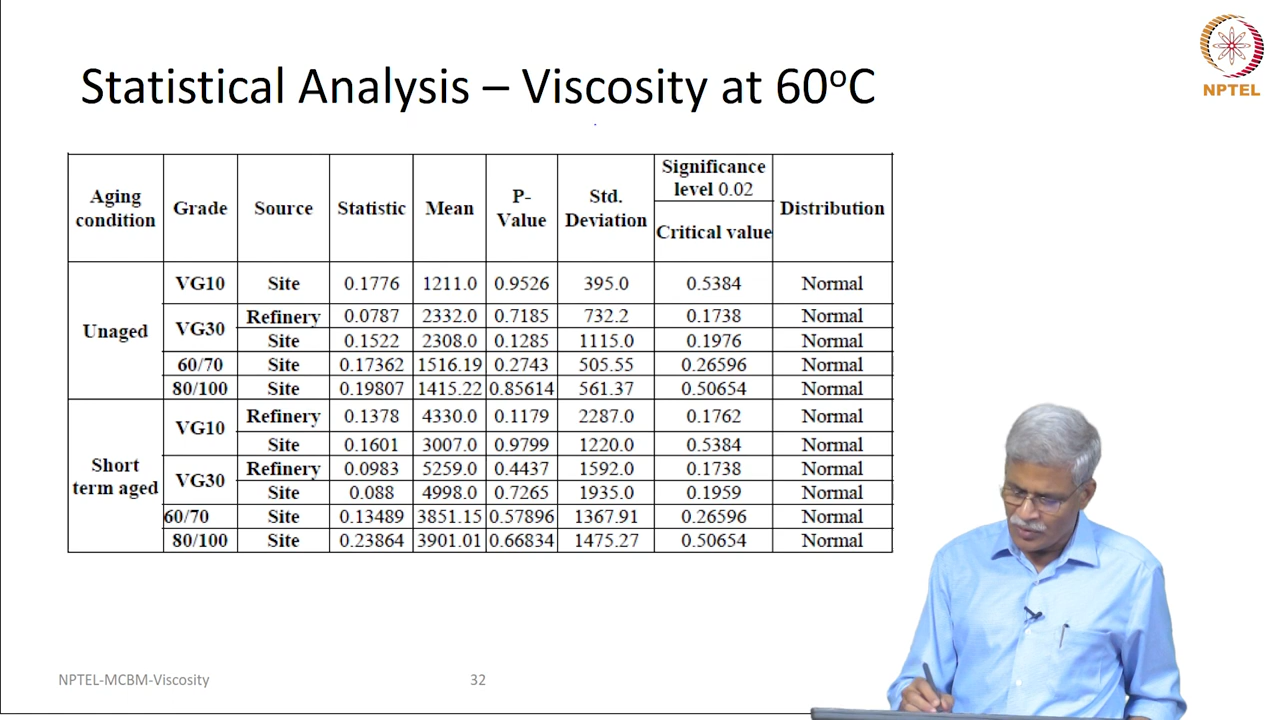 NPTEL
Statistical Analysis – Viscosity at 60°C
Aging condition Grade Source Statistic Mean P-Value Std. Deviation Significance level 0.02 Critical value Distribution
Unaged VG10 Site 0.1776 1211.0 0.9526 395.0 0.5384 Normal
VG30 Refinery 0.0787 2332.0 0.7185 732.2 0.1738 Normal
Site 0.1522 2308.0 0.1285 1115.0 0.1976 Normal
60/70 Site 0.17362 1516.19 0.2743 505.55 0.26596 Normal
80/100 Site 0.19807 1415.22 0.85614 561.37 0.50654 Normal
Short term aged VG10 Refinery 0.1378 4330.0 0.1179 2287.0 0.1762 Normal
Site 0.1601 3007.0 0.9799 1220.0 0.5384 Normal
VG30 Refinery 0.0983 5259.0 0.4437 1592.0 0.1738 Normal
Site 0.088 4998.0 0.7265 1935.0 0.1959 Normal
60/70 Site 0.13489 3851.15 0.57896 1367.91 0.26596 Normal
80/100 Site 0.23864 3901.01 0.66834 1475.27 0.50654 Normal
NPTEL-MCBM-Viscosity 32